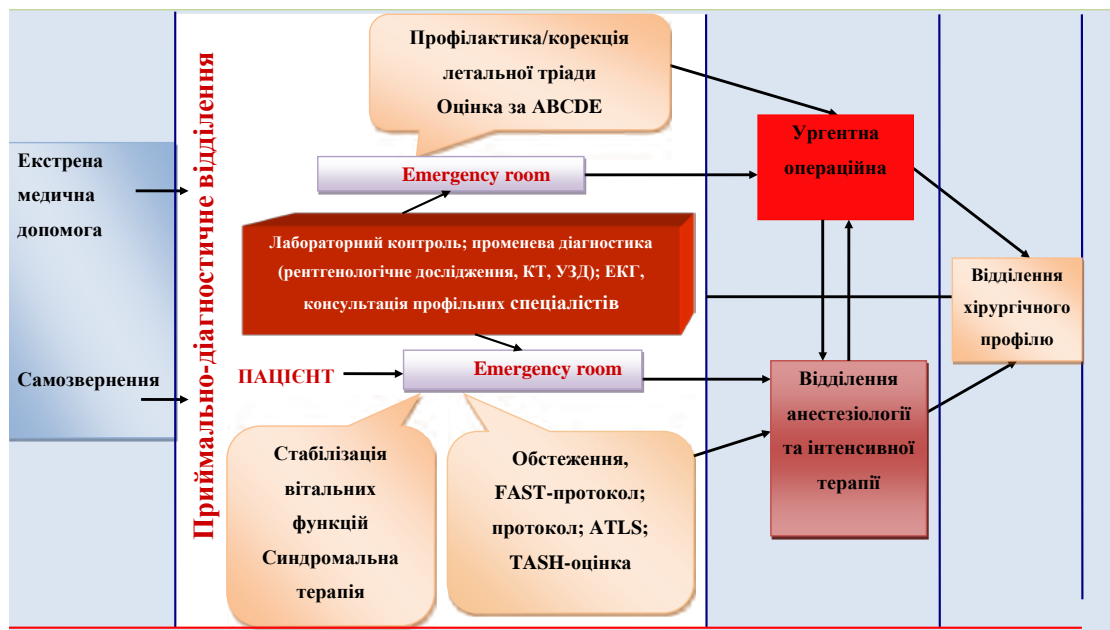 Екстрена
медична
допомога
Самозвернення
Приймально-діагностичне відділення
Профілактика/корекція
летальної тріади
Оцінка за ABCDE
Emergency room
Лабораторний контроль; променева діагностика
(рентгенологічне дослідження, КТ, УЗД); ЕКГ,
консультація профільних спеціалістів
ПАЦІЄНТ
Emergency room
Стабілізація
вітальних
функцій
Синдромальна
терапія
Обстеження,
FAST-протокол;
протокол; ATLS;
TASH-оцінка
Ургентна
операційна
Відділення
анестезіології
та інтенсивної
терапії
Відділення
хірургічного
профілю